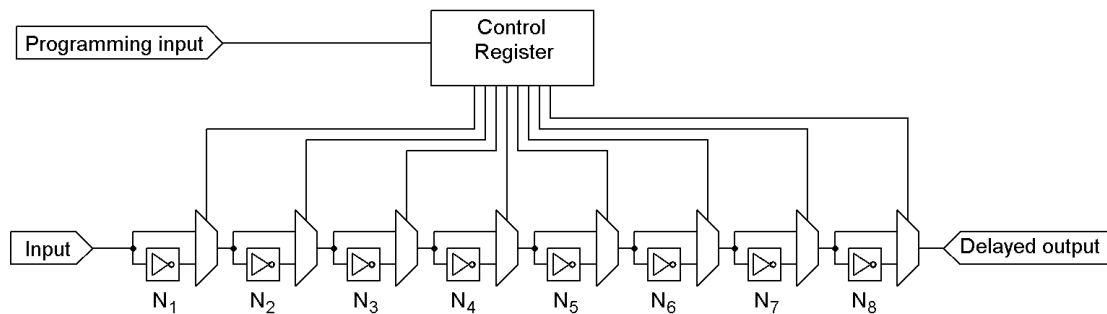 Control
Register
Programming input
Input
Delayed output
N1 N2 N3 N4 N5 N6 N7 N8